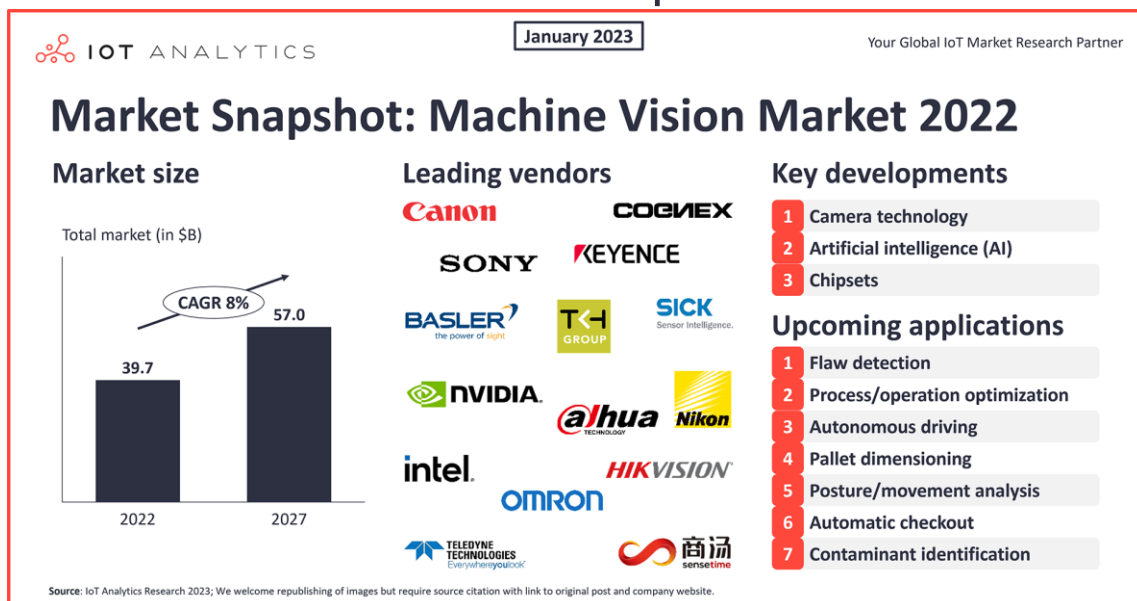 IOT ANALYTICS
January 2023
Your Global IoT Market Research Partner
Market Snapshot: Machine Vision Market 2022
Market size
Total market (in $B)
CAGR 8%
39.7
57.0
2022
2027
Leading vendors
Canon
COGNEX
SONY
KEYENCE
BASLER
the power of sight
TKH
GROUP
SICK
Sensor Intelligence.
NVIDIA.
alhua
TECHNOLOGY
Nikon
intel.
HIKVISION
OMRON
TELEDYNE
TECHNOLOGIES
Everywhereyoulook
商汤
sensetime
Key developments
1 Camera technology
2 Artificial intelligence (AI)
3 Chipsets
Upcoming applications
1 Flaw detection
2 Process/operation optimization
3 Autonomous driving
4 Pallet dimensioning
5 Posture/movement analysis
6 Automatic checkout
7 Contaminant identification
Source: IoT Analytics Research 2023; We welcome republishing of images but require source citation with link to original post and company website.